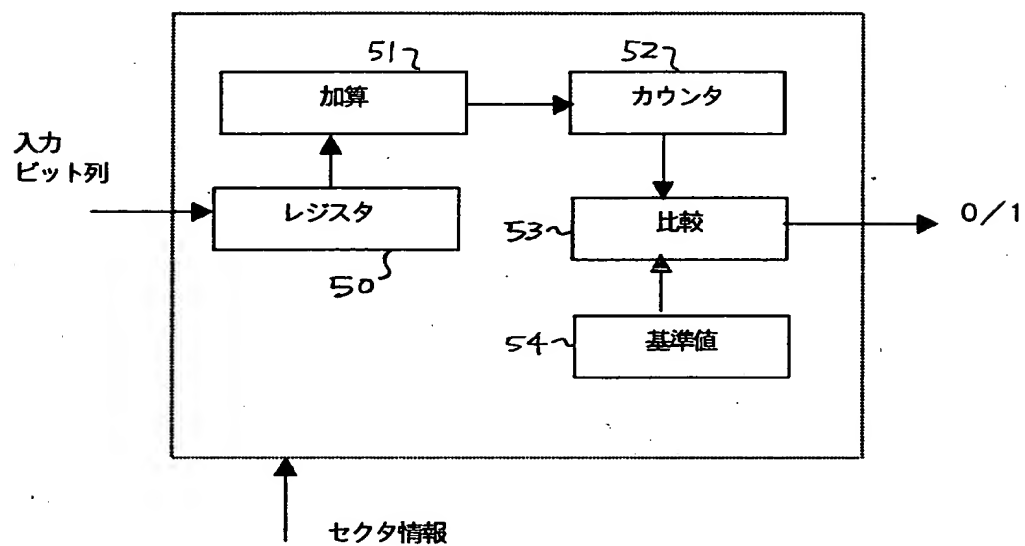 51
52
加算
カウンタ
入力
ビット列
レジスタ
比較
0/1
53
50
54
基準値
セクタ情報